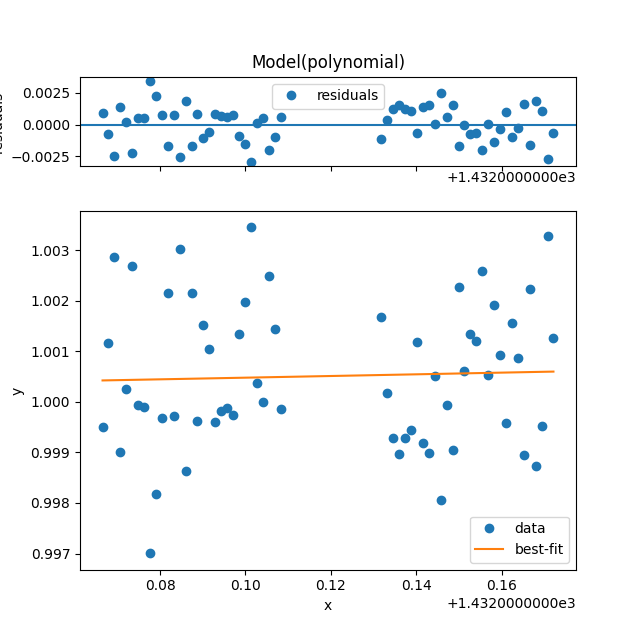 Model(polynomial)
residuals
0.0025
0.0000
−0.0025
residuals
+1.4320000000e3
1.003
1.002
1.001
1.000
0.999
0.998
0.997
y
data
best-fit
0.08 0.10 0.12 0.14 0.16
x
+1.4320000000e3